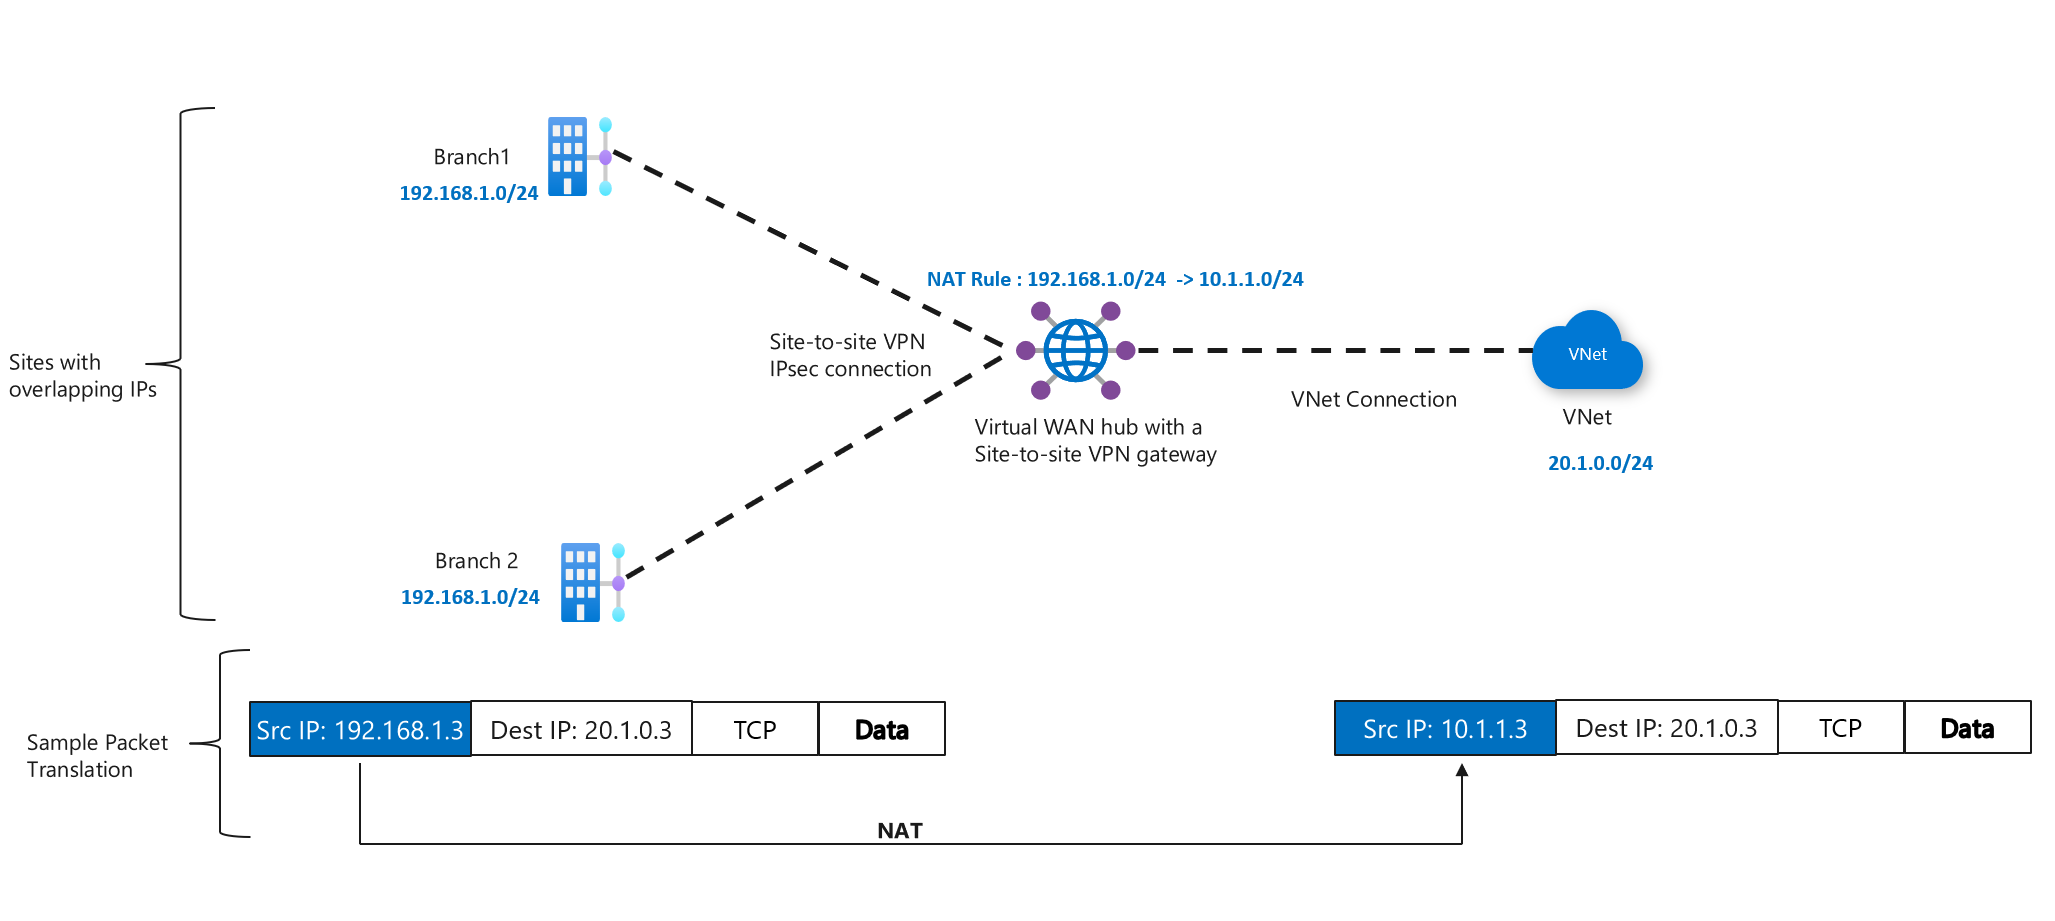 Branch1
192.168.1.0/24
NAT Rule : 192.168.1.0/24 -> 10.1.1.0/24
Site-to-site VPN
IPsec connection
VNet
Sites with
overlapping IPs
VNet Connection
VNet
Virtual WAN hub with a
Site-to-site VPN gateway
20.1.0.0/24
Branch 2
192.168.1.0/24
Sample Packet
Translation
Src IP: 192.168.1.3 Dest IP: 20.1.0.3 TCP Data
Src IP: 10.1.1.3 Dest IP: 20.1.0.3 TCP Data
NAT